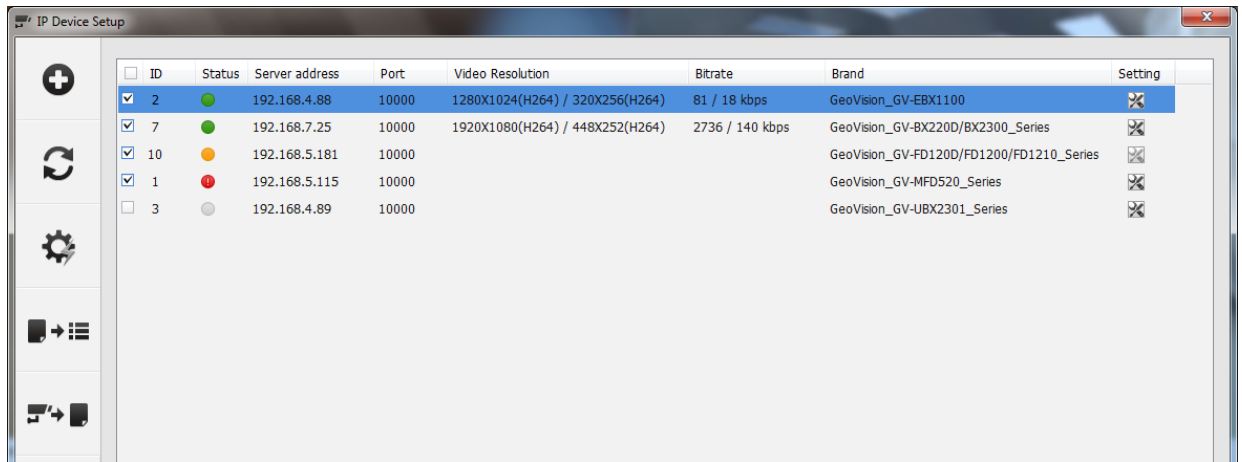 IP Device Setup
ID Status Server address Port Video Resolution Bitrate Brand Setting
2 192.168.4.88 10000 1280X1024(H264) / 320X256(H264) 81 / 18 kbps GeoVision_GV-EBX1100
7 192.168.7.25 10000 1920X1080(H264) / 448X252(H264) 2736 / 140 kbps GeoVision_GV-BX220D/BX2300_Series
10 192.168.5.181 10000 GeoVision_GV-FD120D/FD1200/FD1210_Series
1 192.168.5.115 10000 GeoVision_GV-MFD520_Series
3 192.168.4.89 10000 GeoVision_GV-UBX2301_Series